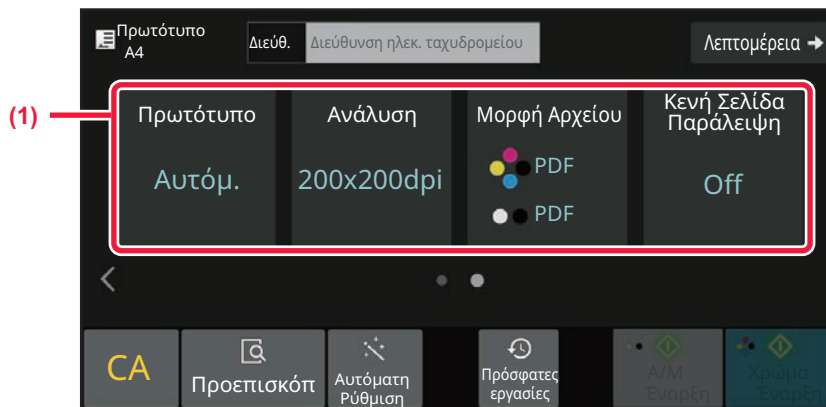 Πρωτότυπο
A4
Διεύθ.
Διεύθυνση ηλεκ. ταχυδρομείου
Λεπτομέρεια
(1)
Πρωτότυπο
Αυτόμ.
Ανάλυση
200x200dpi
Μορφή Αρχείου
PDF
PDF
Κενή Σελίδα
Παράλειψη
Off
CA
Προεπισκόπ
Αυτόματη
Ρύθμιση
Πρόσφατες
εργασίες
Α/Μ
Έναρξη
Χρώμα
Έναρξη